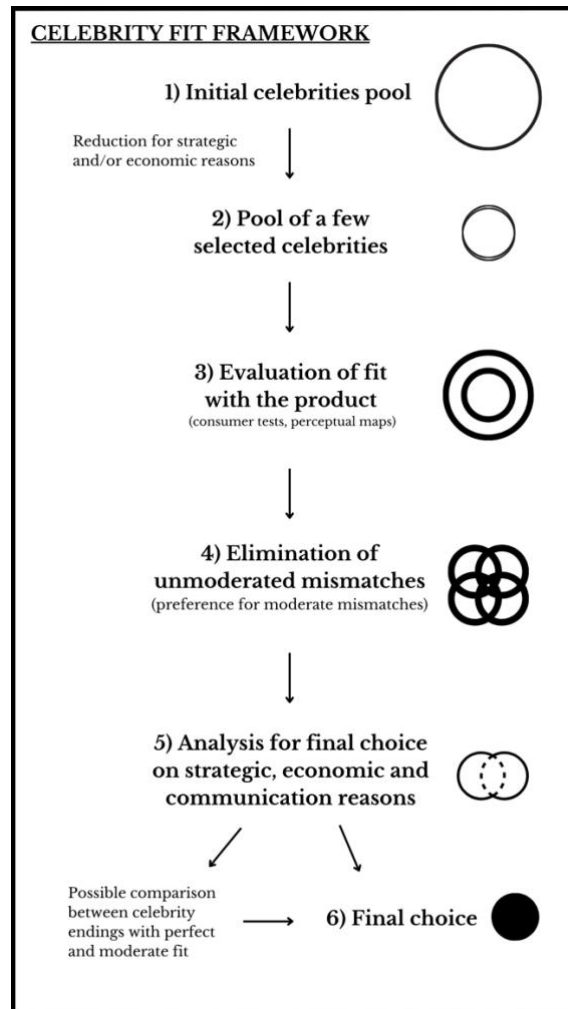 CELEBRITY FIT FRAMEWORK
1) Initial celebrities pool
Reduction for strategic
and/or economic reasons
2) Pool of a few
selected celebrities
3) Evaluation of fit
with the product
(consumer tests, perceptual maps)
4) Elimination of
unmoderated mismatches
(preference for moderate mismatches)
5) Analysis for final choice
on strategic, economic and
communication reasons
Possible comparison
between celebrity
endings with perfect
and moderate fit
6) Final choice